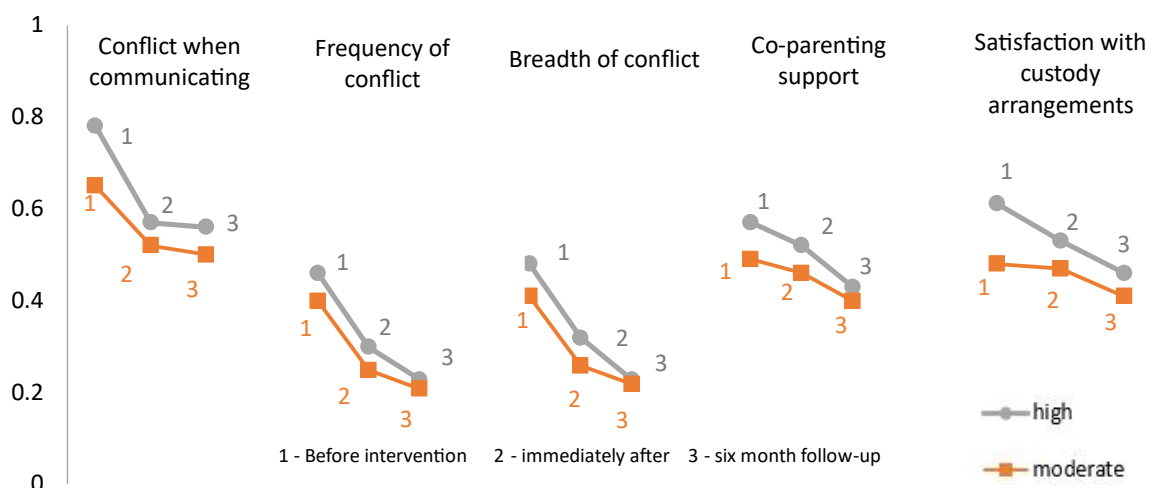 1
0.8
0.6
0.4
0.2
0
Conflict when
communicating
1
2
3
1
2
3
Frequency of
conflict
1
2
3
1
2
3
Breadth of conflict
1
2
3
1
2
3
Co-parenting
support
1
2
3
1
2
3
Satisfaction with
custody
arrangements
1
2
3
1
2
3
1 - Before intervention 2 - immediately after 3 - six month follow-up
high
moderate